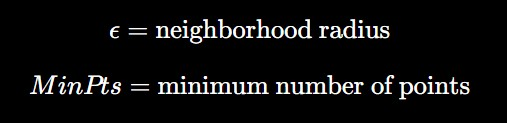 ϵ = neighborhood radius
MinPts = minimum number of points